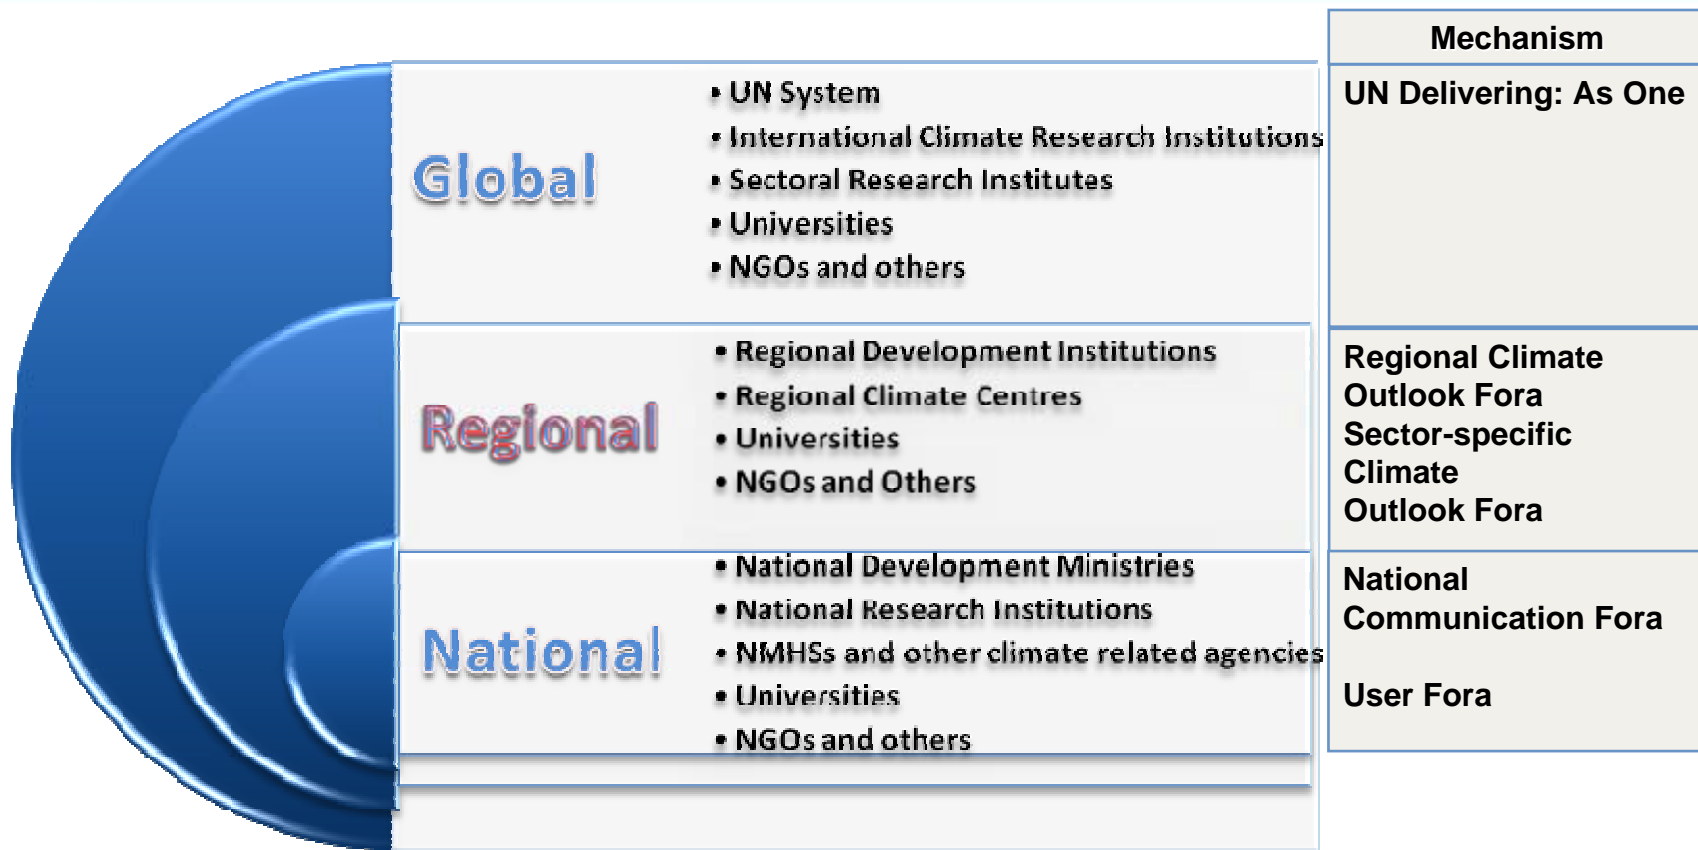 Mechanism
Global
• UN System
• International Climate Research Institutions
• Sectoral Research Institutes
• Universities
• NGOs and others
UN Delivering: As One
Regional
• Regional Development Institutions
• Regional Climate Centres
• Universities
• NGOs and Others
Regional Climate
Outlook Fora
Sector-specific
Climate
Outlook Fora
National
• National Development Ministries
• National Research Institutions
• NMHSs and other climate related agencies
• Universities
• NGOs and others
National
Communication Fora
User Fora